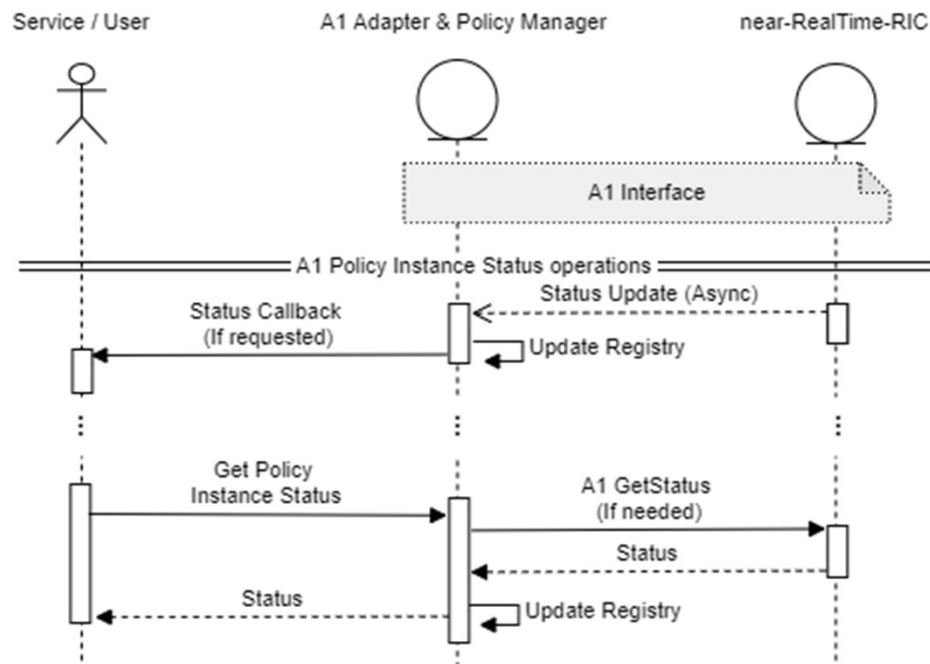 Service / User
A1 Adapter & Policy Manager
near-RealTime-RIC
A1 Interface
A1 Policy Instance Status operations
Status Update (Async)
Status Callback
(If requested)
Update Registry
Get Policy
Instance Status
A1 GetStatus
(If needed)
Status
Status
Update Registry